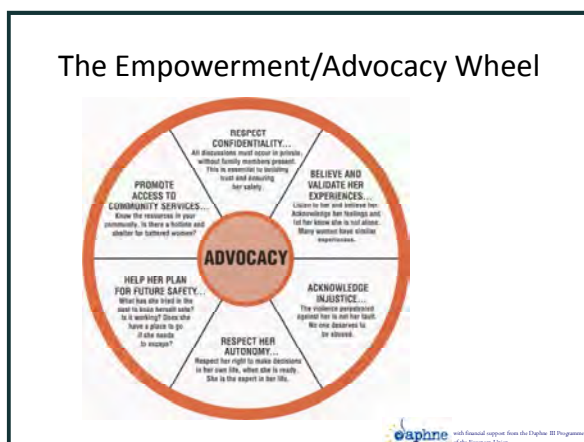 The Empowerment/Advocacy Wheel
RESPECT
CONFIDENTIALITY...
All discussions must occur in private,
without family members present.
This is essential to building
trust and ensuring
her safety.
BELIEVE AND
VALIDATE HER
EXPERIENCES...
Listen to her and believe her.
Acknowledge her feelings and
let her know she is not alone.
Many women have similar
experiences.
ACKNOWLEDGE
INJUSTICE...
The violence perpetrated
against her is not her fault.
No one deserves to
be abused.
RESPECT HER
AUTONOMY...
Respect her right to make decisions
in her own life, when she is ready.
She is the expert in her life.
HELP HER PLAN
FOR FUTURE SAFETY...
What has she tried in the
past to keep herself safe?
Is it working? Does she
have a place to go
if she needs
to escape?
PROMOTE
ACCESS TO
COMMUNITY SERVICES...
Know the resources in your
community. Is there a hotline and
shelter for battered women?
ADVOCACY
Daphne
with financial support from the Daphne III Programme
of the European Union